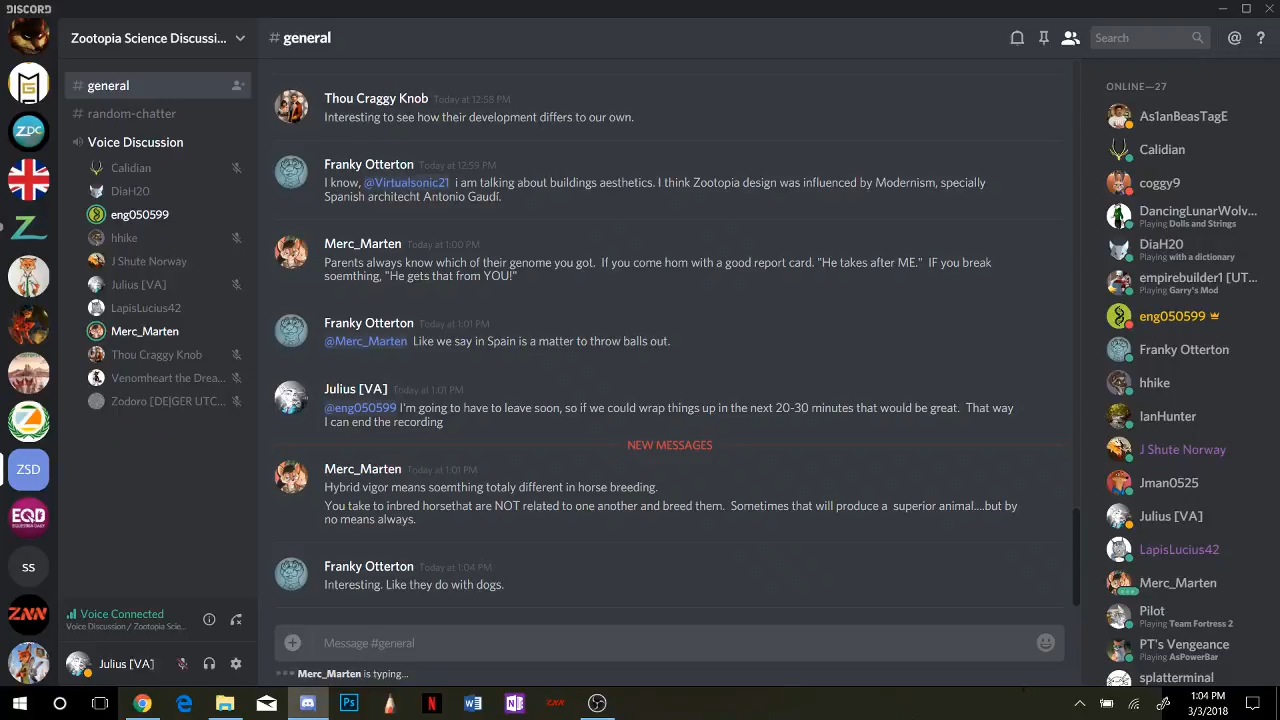 DISCORD
Zootopia Science Discussi...
# general
Search
@
?
# general
# random-chatter
Voice Discussion
Calidian
DiaH20
eng050599
hhike
J Shute Norway
Julius [VA]
LapisLucius42
Merc_Marten
Thou Craggy Knob
Venomheart the Drea...
Zodoro [DE|GER UTC...
ZDC
ZSD
EQD
EQUESTRIA DAILY
ss
ZNN
Voice Connected
Voice Discussion / Zootopia Scie...
Julius [VA]
Thou Craggy Knob Today at 12:58 PM
Interesting to see how their development differs to our own.
Franky Otterton Today at 12:59 PM
I know, @Virtualsonic21 i am talking about buildings aesthetics. I think Zootopia design was influenced by Modernism, specially
Spanish architecht Antonio Gaudí.
Merc_Marten Today at 1:00 PM
Parents always know which of their genome you got. If you come hom with a good report card. "He takes after ME." IF you break
soemthing, "He gets that from YOU!"
Franky Otterton Today at 1:01 PM
@Merc_Marten Like we say in Spain is a matter to throw balls out.
Julius [VA] Today at 1:01 PM
@eng050599 I'm going to have to leave soon, so if we could wrap things up in the next 20-30 minutes that would be great. That way
I can end the recording
NEW MESSAGES
Merc_Marten Today at 1:01 PM
Hybrid vigor means soemthing totaly different in horse breeding.
You take to inbred horsethat are NOT related to one another and breed them. Sometimes that will produce a superior animal....but by
no means always.
Franky Otterton Today at 1:04 PM
Interesting. Like they do with dogs.
Message #general
Merc_Marten is typing...
ONLINE—27
As1anBeasTagE
Calidian
coggy9
DancingLunarWolv...
Playing Dolls and Strings
DiaH20
Playing with a dictionary
empirebuilder1 [UT...
Playing Garry's Mod
eng050599
Franky Otterton
hhike
IanHunter
J Shute Norway
Jman0525
Julius [VA]
LapisLucius42
Merc_Marten
Pilot
Playing Team Fortress 2
PT's Vengeance
Playing AsPowerBar
splatterminal
Ps
N
W
N
ZNN
1:04 PM
3/3/2018